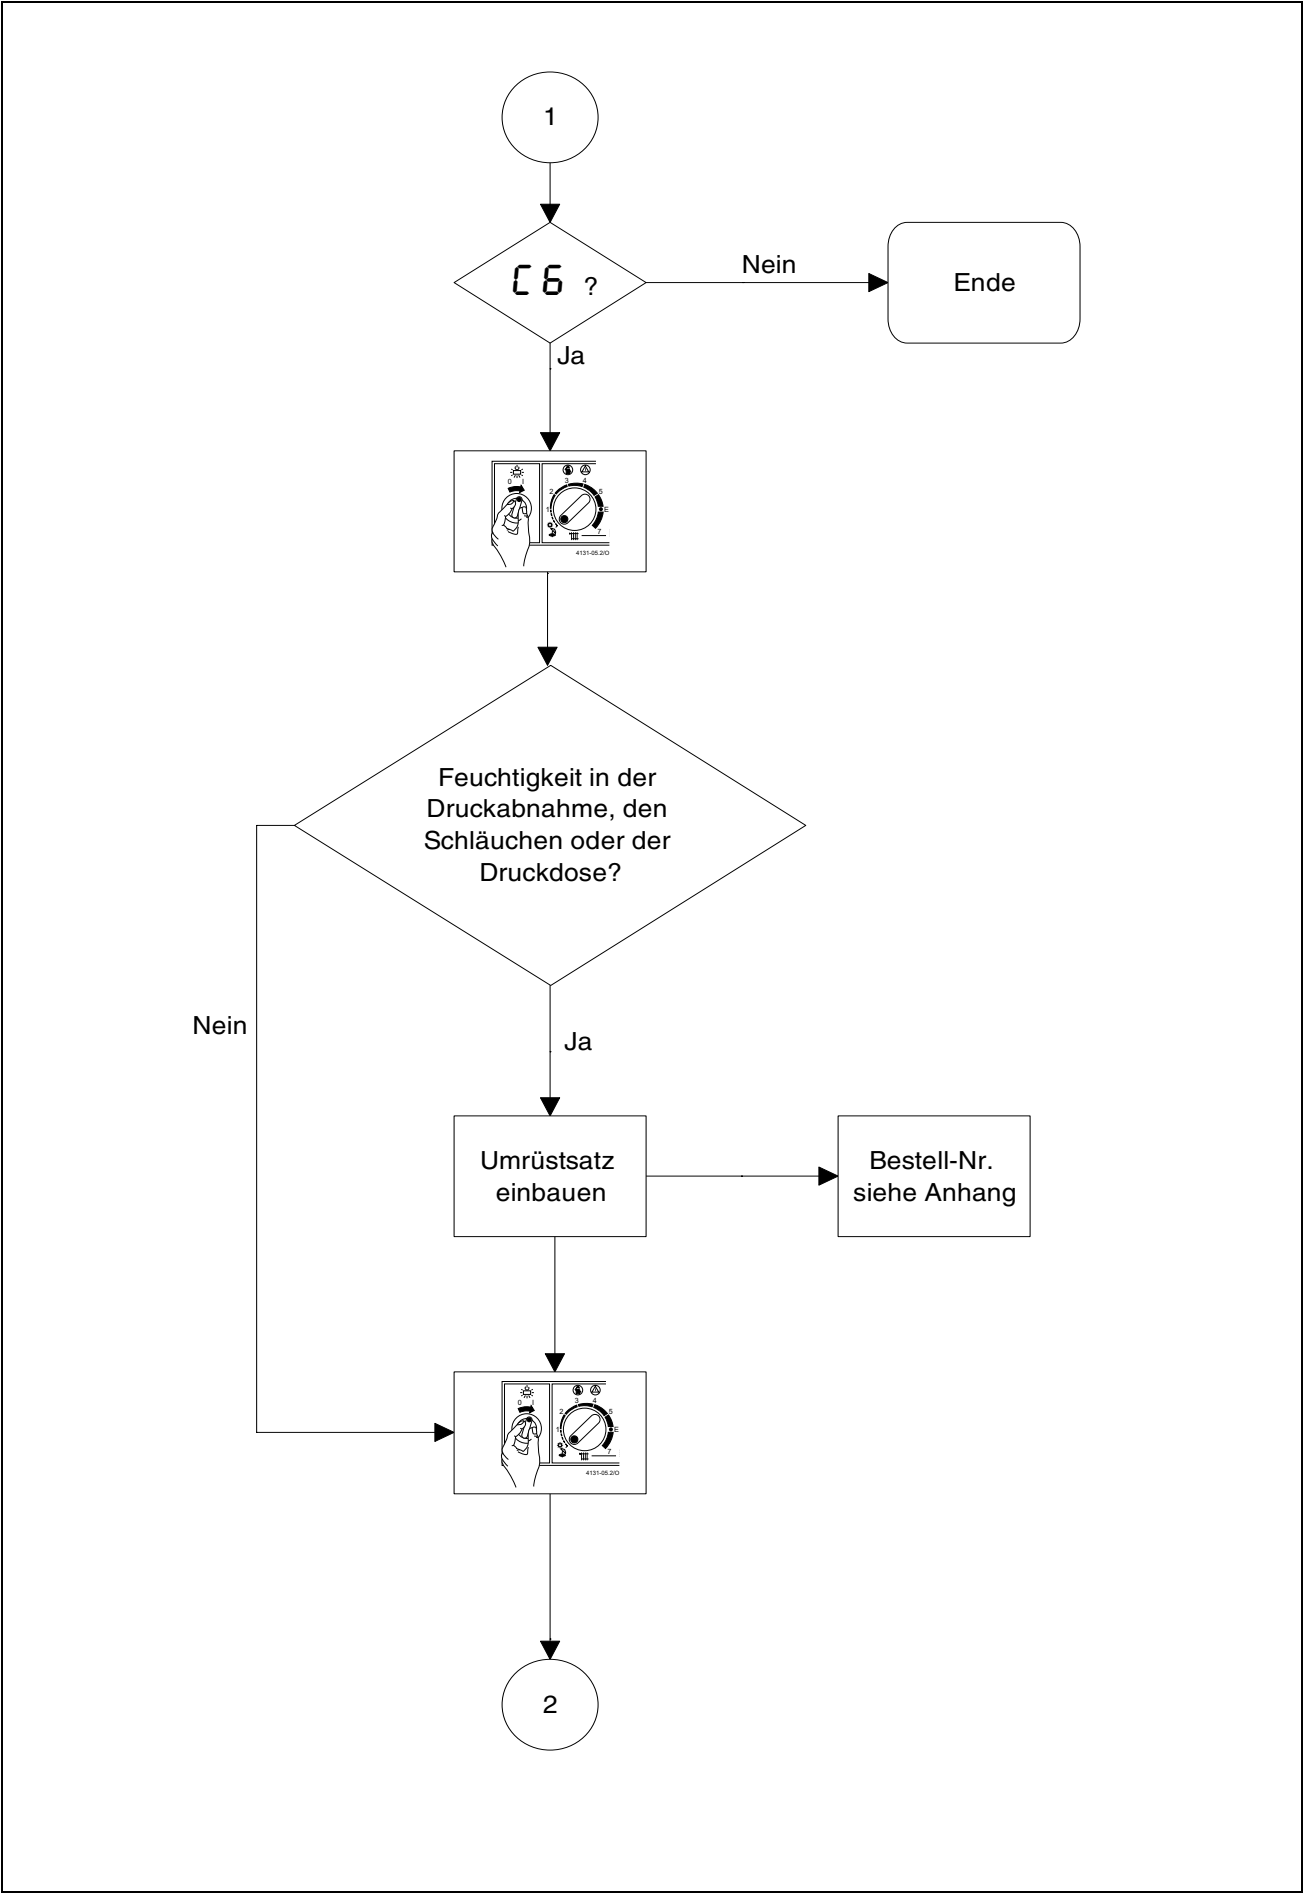 1
C6 ?
Nein
Ende
Ja
0 I
1 2 3 4 5 E 7
4131-05.2/O
Feuchtigkeit in der
Druckabnahme, den
Schläuchen oder der
Druckdose?
Nein
Ja
Umrüstsatz
einbauen
Bestell-Nr.
siehe Anhang
0 I
1 2 3 4 5 E 7
4131-05.2/O
2